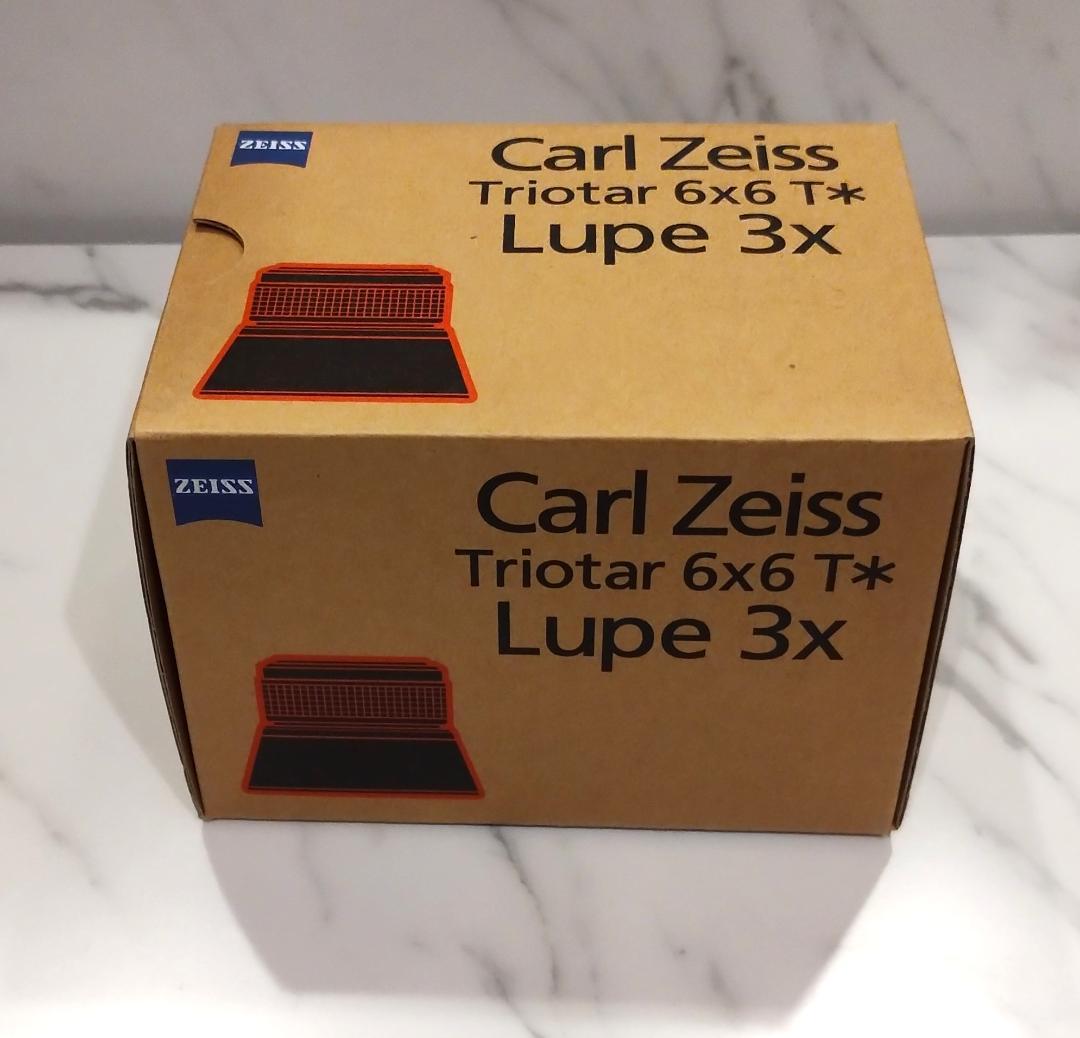 ZEISS
Carl Zeiss
Triotar 6x6 T*
Lupe 3x
ZEISS
Carl Zeiss
Triotar 6x6 T*
Lupe 3x